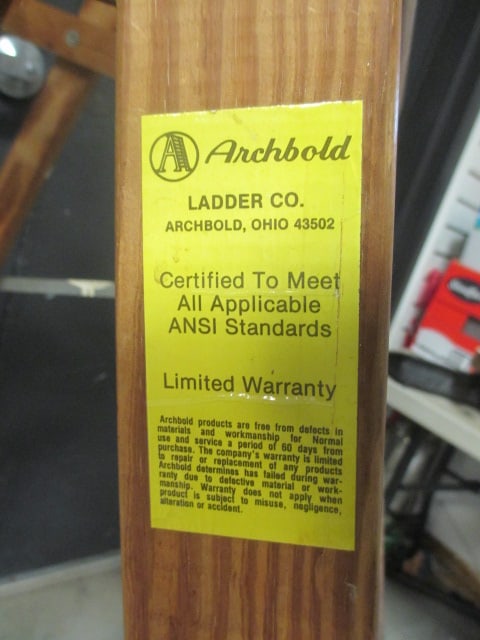 A Archbold
LADDER CO.
ARCHBOLD, OHIO 43502
Certified To Meet
All Applicable
ANSI Standards
Limited Warranty
Archbold products are free from defects in
materials and workmanship for Normal
use and service a period of 60 days from
purchase. The company's warranty is limited
to repair or replacement of any products
Archbold determines has failed during war-
ranty due to defective material or work-
manship. Warranty does not apply when
product is subject to misuse, negligence,
alteration or accident.